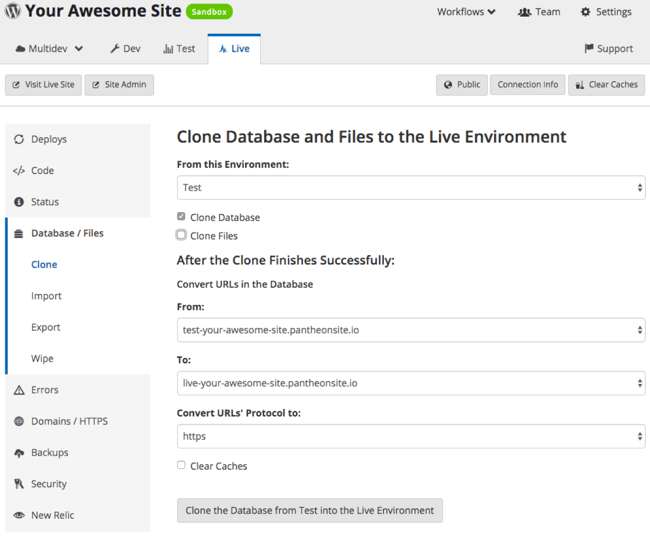 Your Awesome Site Sandbox Workflows Team Settings
Multidev Dev Test Live Support
Visit Live Site Site Admin Public Connection Info Clear Caches
Deploys
Code
Status
Database / Files
Clone
Import
Export
Wipe
Errors
Domains / HTTPS
Backups
Security
New Relic
Clone Database and Files to the Live Environment
From this Environment:
Test
Clone Database
Clone Files
After the Clone Finishes Successfully:
Convert URLs in the Database
From:
test-your-awesome-site.pantheonsite.io
To:
live-your-awesome-site.pantheonsite.io
Convert URLs' Protocol to:
https
Clear Caches
Clone the Database from Test into the Live Environment